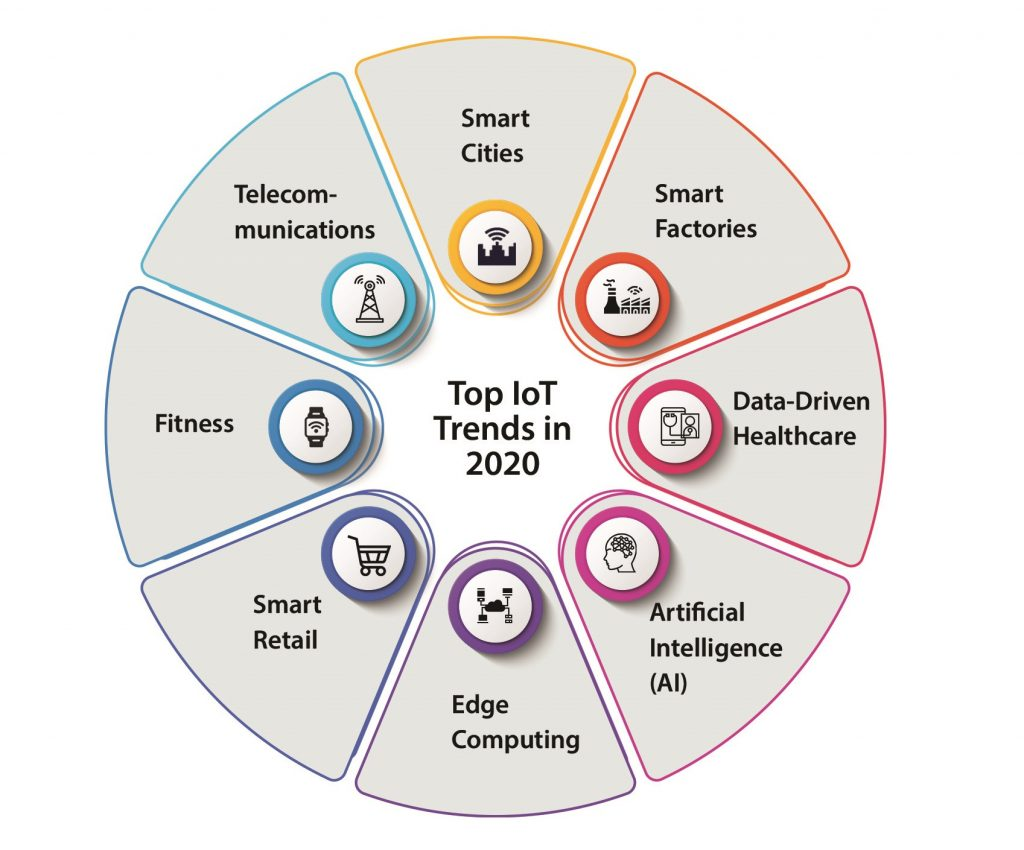 Top IoT
Trends in
2020
Smart
Cities
Smart
Factories
Data-Driven
Healthcare
Artificial
Intelligence
(AI)
Edge
Computing
Smart
Retail
Fitness
Telecom-
munications